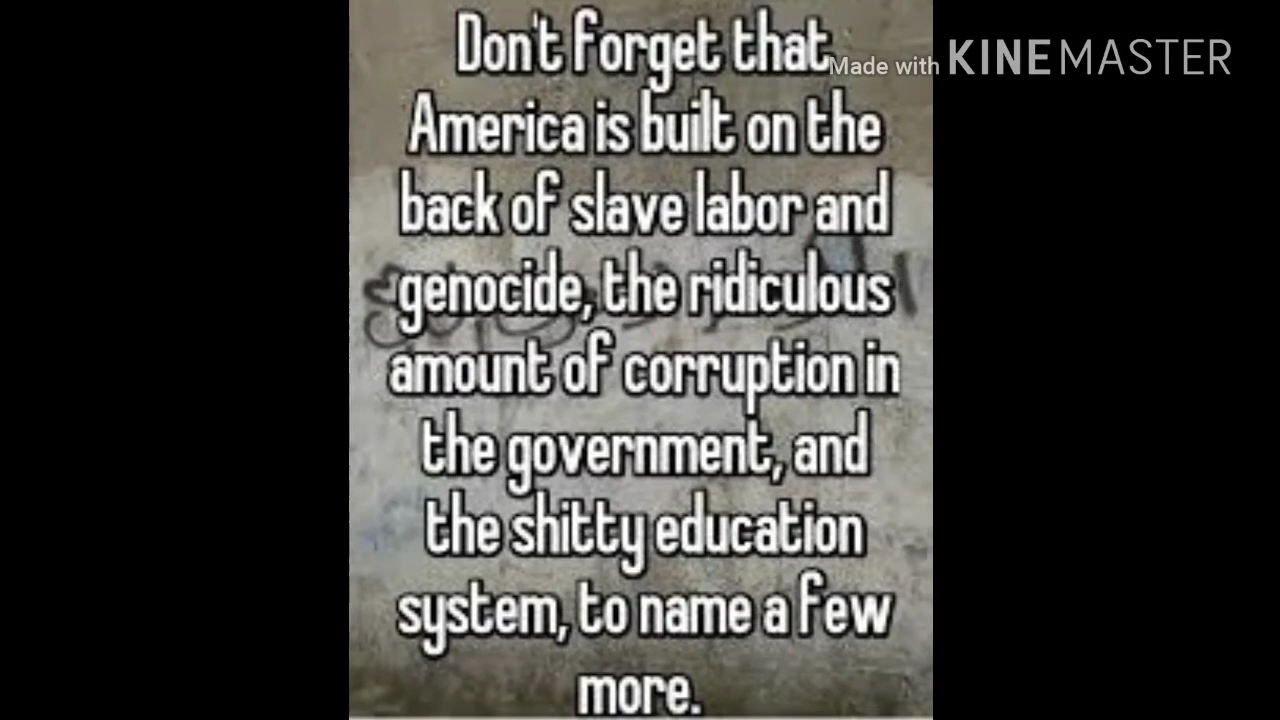 Don't forget that
Made with KINEMASTER
America is built on the
back of slave labor and
genocide, the ridiculous
amount of corruption in
the government, and
the shitty education
system, to name a few
more.